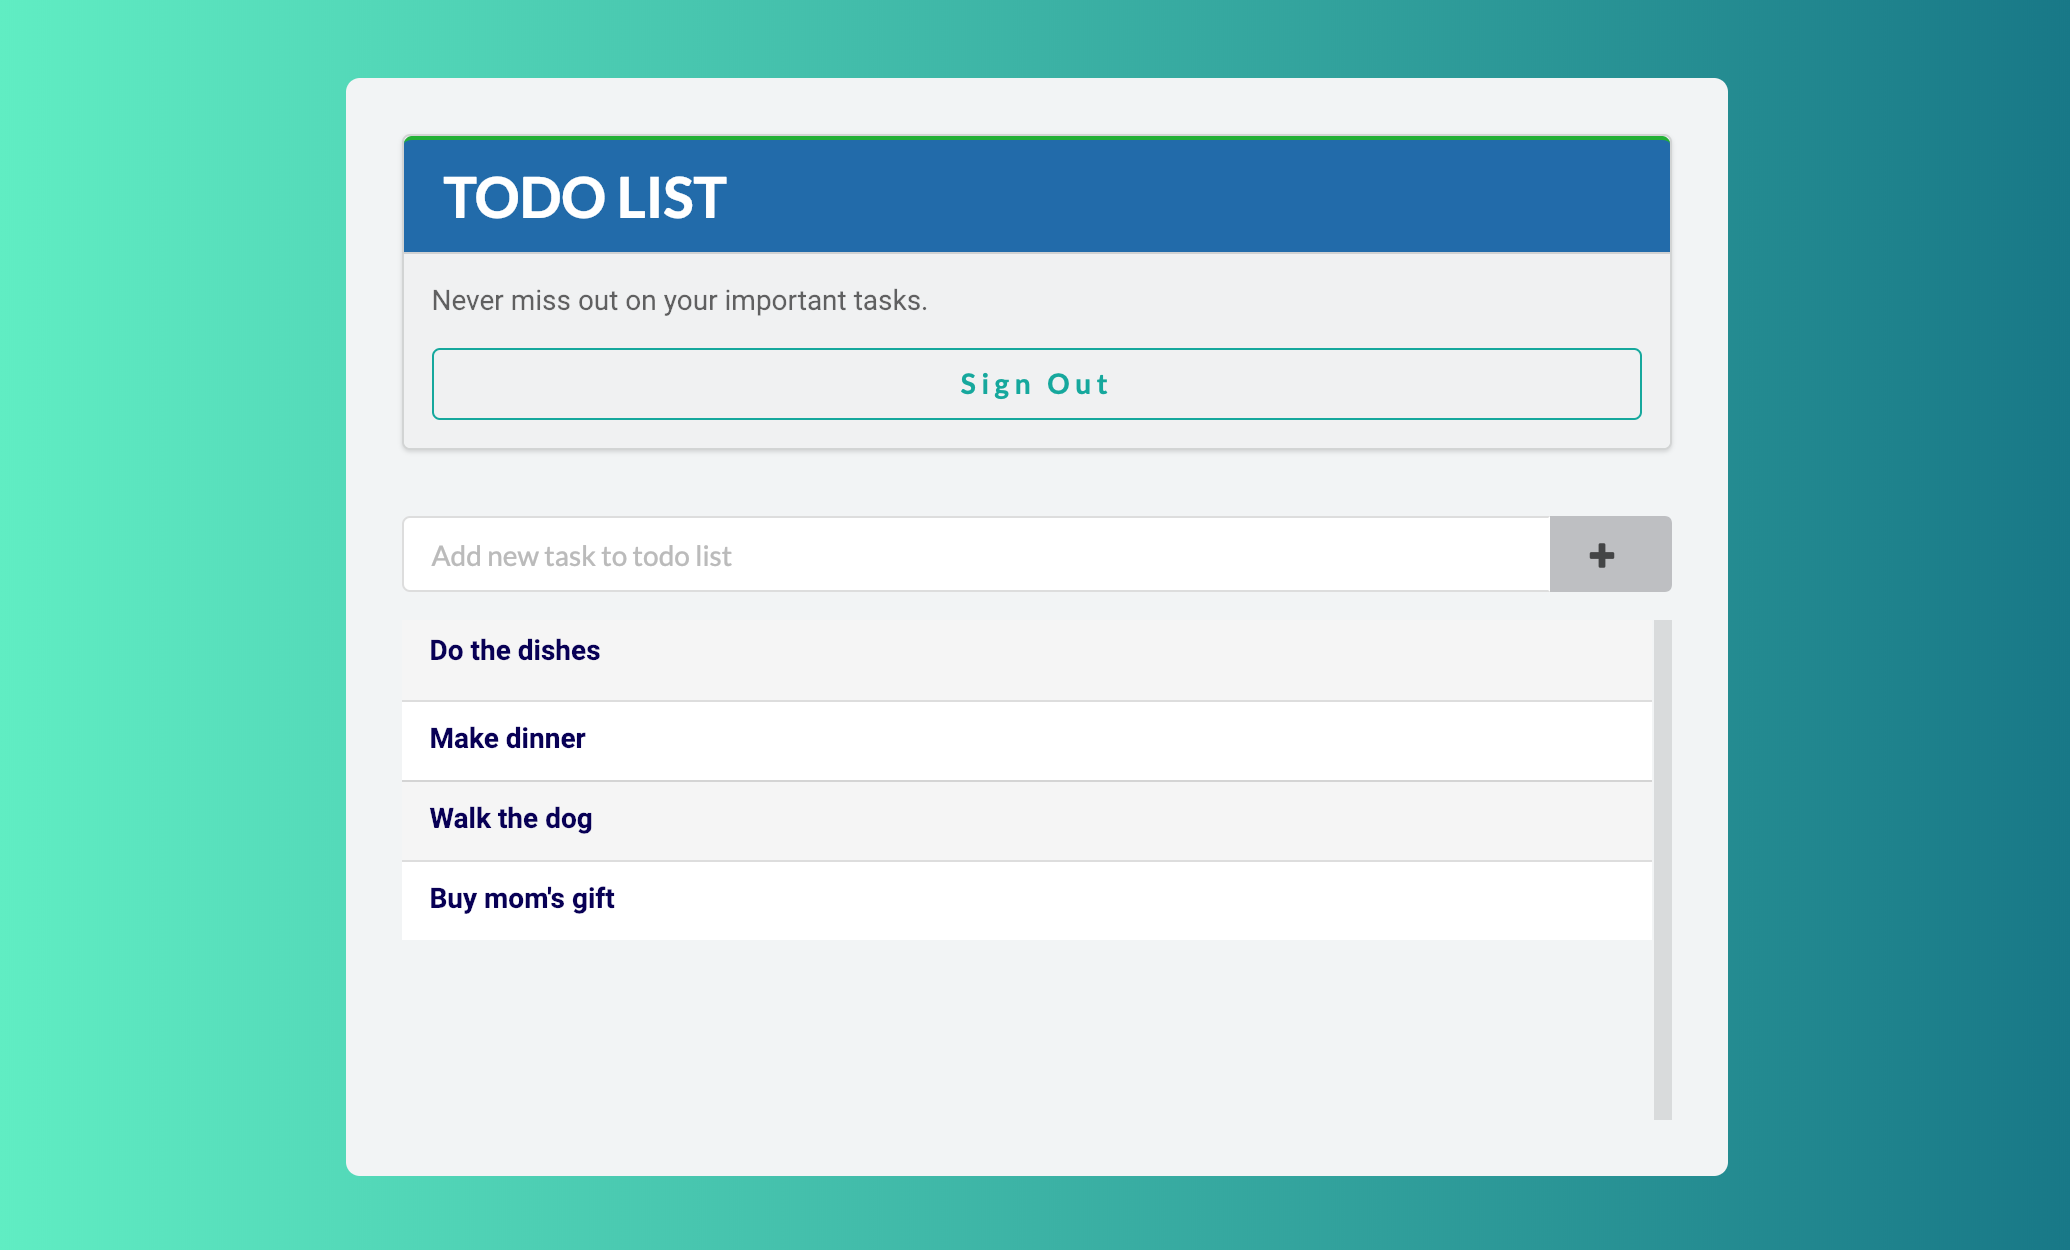 TODO LIST
Never miss out on your important tasks.
Sign Out
Add new task to todo list
Do the dishes
Make dinner
Walk the dog
Buy mom's gift